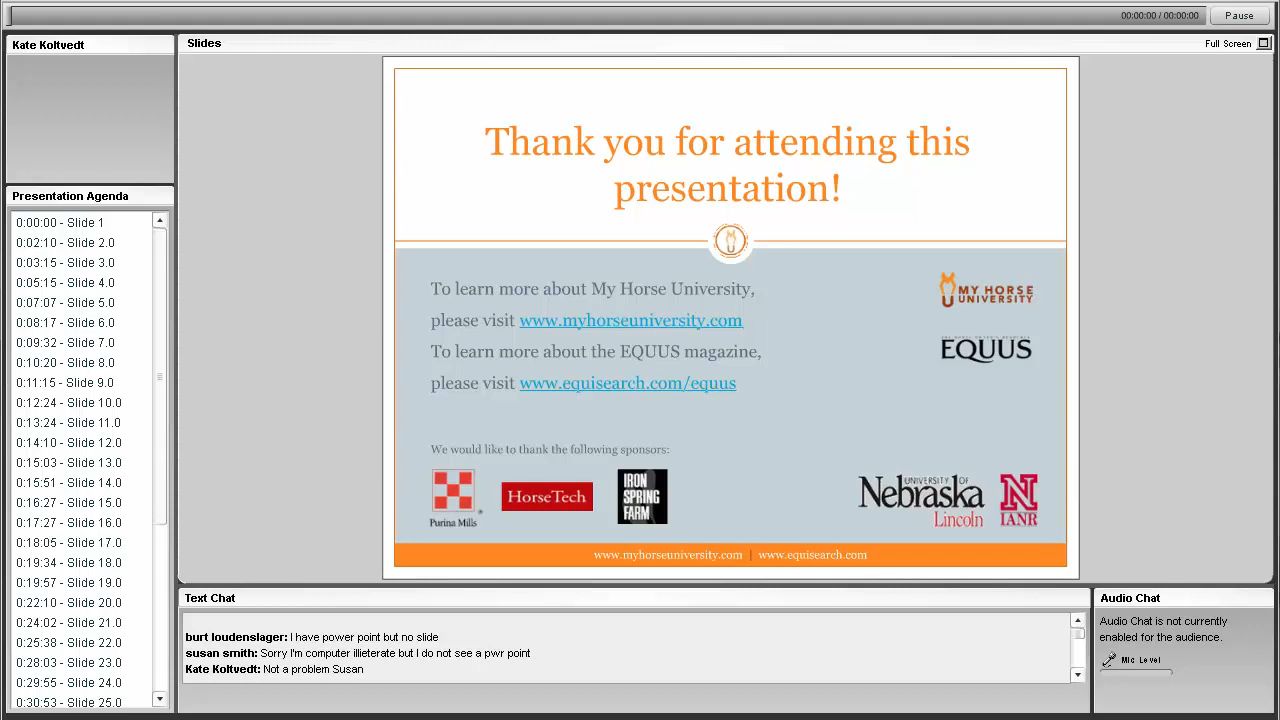 00:00:00 / 00:00:00
Pause
Kate Koltvedt
Slides
Full Screen
Thank you for attending this
presentation!
To learn more about My Horse University,
please visit www.myhorseuniversity.com
To learn more about the EQUUS magazine,
please visit www.equisearch.com/equus
MY HORSE
UNIVERSITY
EQUUS
We would like to thank the following sponsors:
Purina Mills
HorseTech
IRON
SPRING
FARM
UNIVERSITY OF
Nebraska
Lincoln
N
IANR
www.myhorseuniversity.com | www.equisearch.com
Presentation Agenda
0:00:00 - Slide 1
0:02:10 - Slide 2.0
0:03:15 - Slide 3.0
0:05:15 - Slide 4.0
0:07:07 - Slide 5.0
0:08:17 - Slide 6.0
0:09:32 - Slide 7.0
0:10:20 - Slide 8.0
0:11:15 - Slide 9.0
0:12:24 - Slide 10.0
0:13:24 - Slide 11.0
0:14:10 - Slide 12.0
0:15:03 - Slide 13.0
0:15:51 - Slide 14.0
0:16:27 - Slide 15.0
0:17:27 - Slide 16.0
0:18:05 - Slide 17.0
0:19:34 - Slide 18.0
0:19:57 - Slide 19.0
0:22:10 - Slide 20.0
0:24:02 - Slide 21.0
0:25:38 - Slide 22.0
0:28:03 - Slide 23.0
0:29:55 - Slide 24.0
0:30:53 - Slide 25.0
Text Chat
burt loudenslager: I have power point but no slide
susan smith: Sorry I'm computer illieterate but I do not see a pwr point
Kate Koltvedt: Not a problem Susan
Audio Chat
Audio Chat is not currently
enabled for the audience.
Mic Level